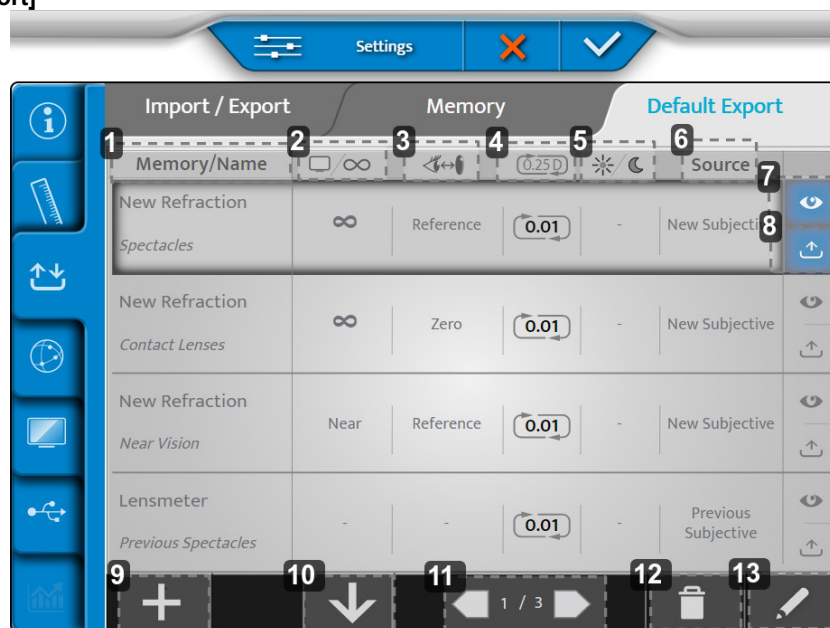 ort]
Settings
Import / Export
Memory
Default Export
1
2
3
4
5
6
Memory/Name
/∞
0.25 D
/
Source
7
New Refraction
Spectacles
∞
Reference
0.01
-
New Subjecti
8
New Refraction
Contact Lenses
∞
Zero
0.01
-
New Subjective
New Refraction
Near Vision
Near
Reference
0.01
-
New Subjective
Lensmeter
Previous Spectacles
-
-
0.01
-
Previous
Subjective
9
10
11
12
13
1 / 3